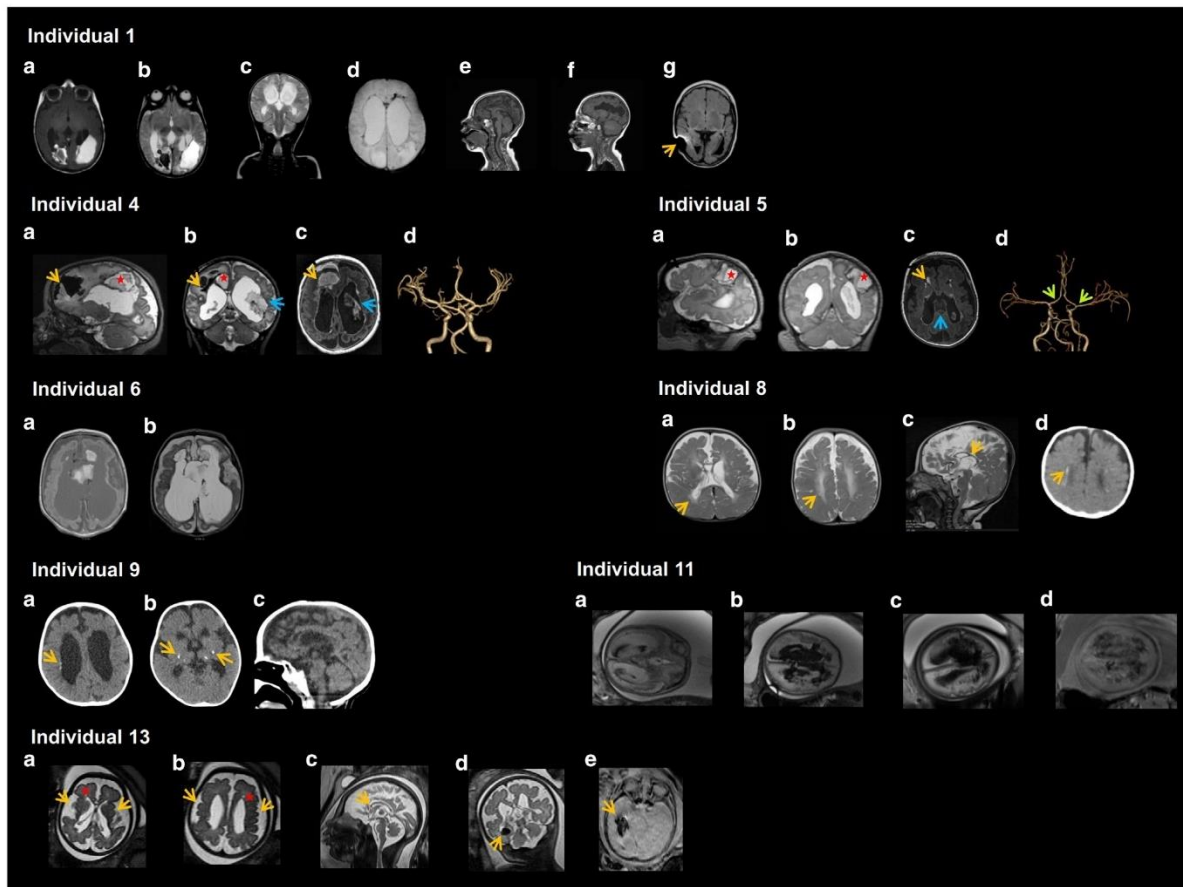 Individual 1
a b c d e f g
Individual 4
a b c d
Individual 5
a b c d
Individual 6
a b
Individual 8
a b c d
Individual 9
a b c
Individual 11
a b c d
Individual 13
a b c d e